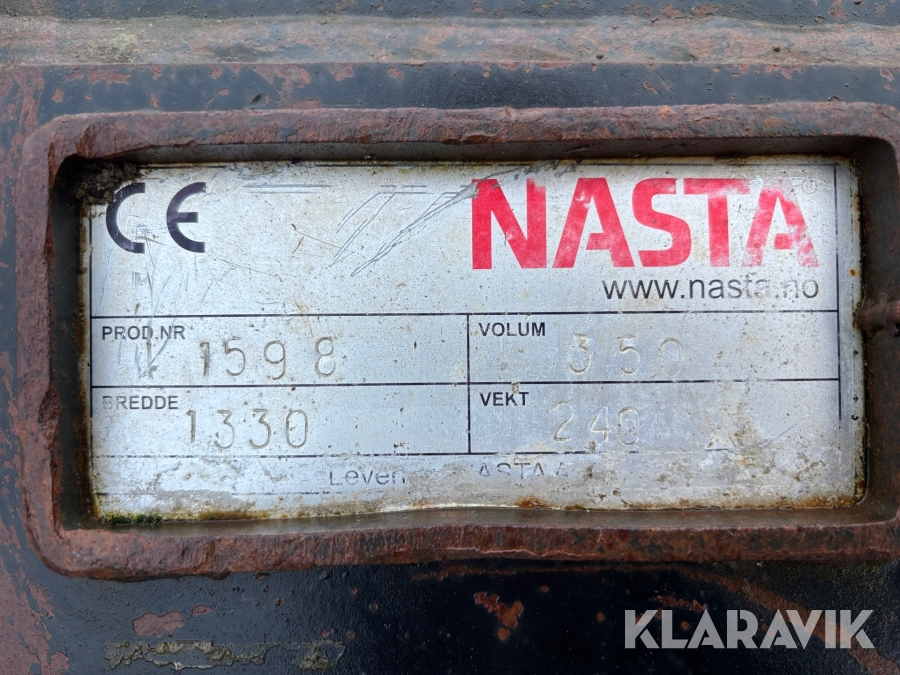 CE NASTA
www.nasta.no
PROD.NR 1598 VOLUM 350
BREDDE 1330 VEKT 240
KLARAVIK